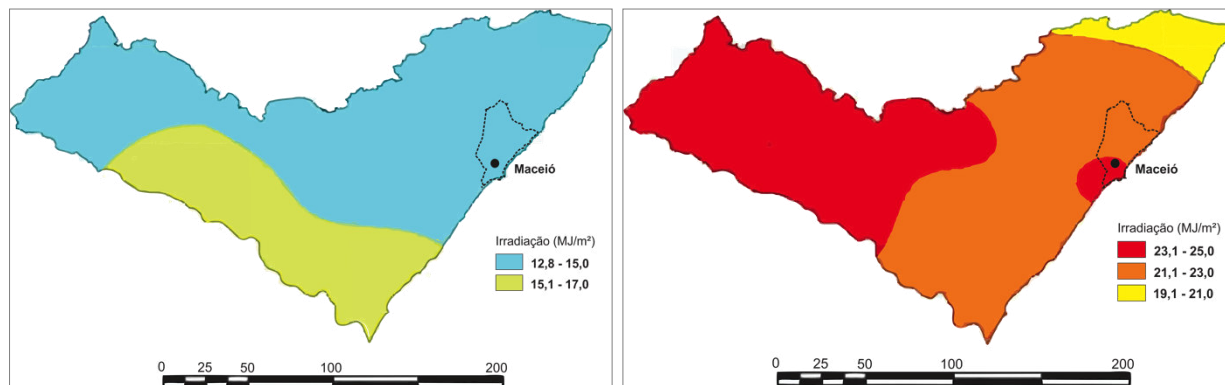 Maceió
Irradiação (MJ/m²)
12,8 - 15,0
15,1 - 17,0
0 25 50 100 200
Maceió
Irradiação (MJ/m²)
23,1 - 25,0
21,1 - 23,0
19,1 - 21,0
0 25 50 100 200